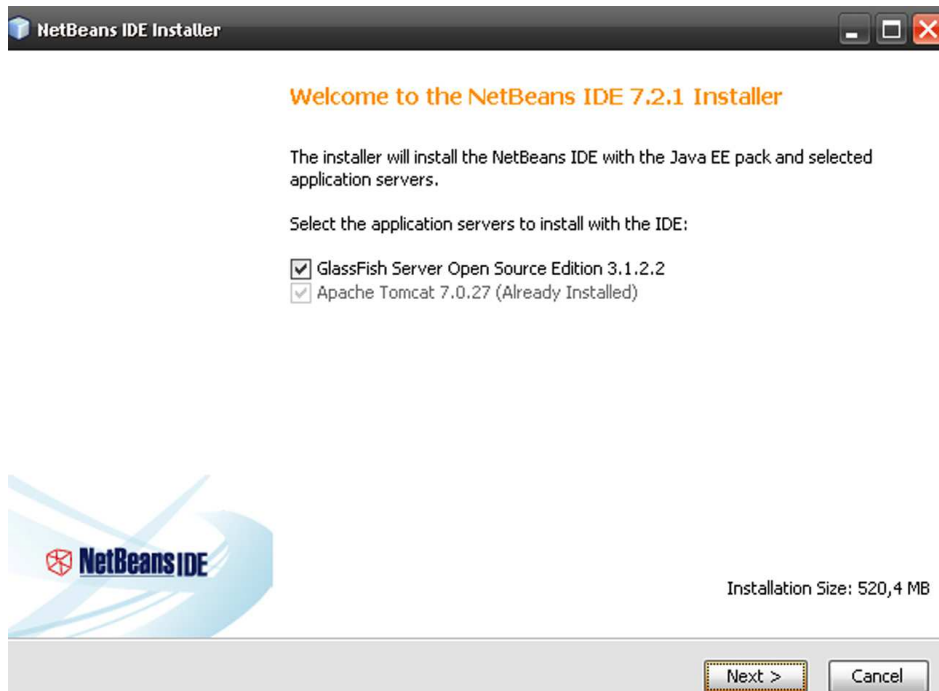 NetBeans IDE Installer
Welcome to the NetBeans IDE 7.2.1 Installer
The installer will install the NetBeans IDE with the Java EE pack and selected
application servers.
Select the application servers to install with the IDE:
GlassFish Server Open Source Edition 3.1.2.2
Apache Tomcat 7.0.27 (Already Installed)
NetBeans IDE
Installation Size: 520,4 MB
Next >
Cancel